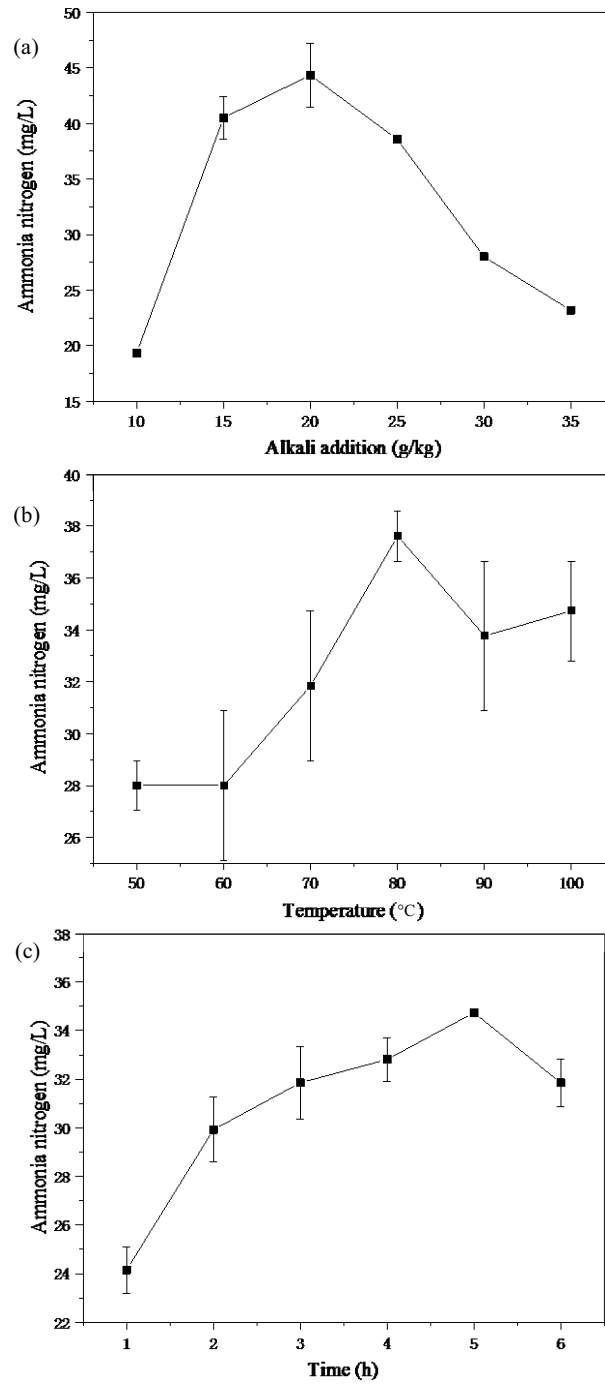 (a)
Ammonia nitrogen (mg/L)
50
45
40
35
30
25
20
15
10 15 20 25 30 35
Alkali addition (g/kg)
(b)
Ammonia nitrogen (mg/L)
40
38
36
34
32
30
28
26
50 60 70 80 90 100
Temperature (°C)
(c)
Ammonia nitrogen (mg/L)
38
36
34
32
30
28
26
24
22
1 2 3 4 5 6
Time (h)